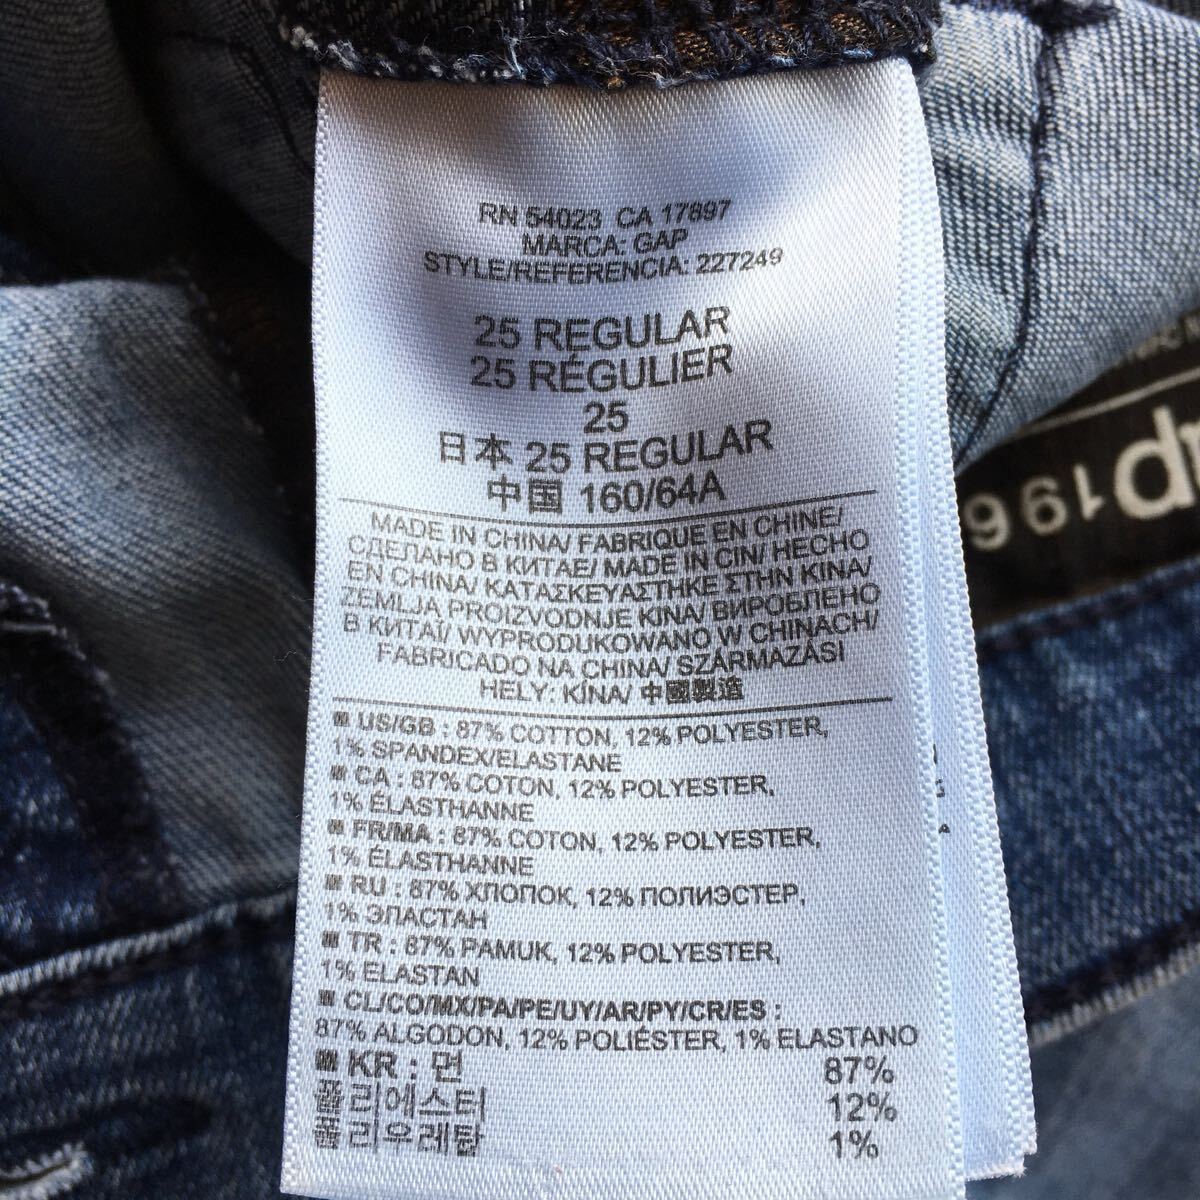 RN 54023 CA 17897
MARCA: GAP
STYLE/REFERENCIA: 227249
25 REGULAR
25 RÉGULIER
25
日本 25 REGULAR
中国 160/64A
MADE IN CHINA/ FABRIQUE EN CHINE/
СДЕЛАНО В КИТАЕ/ MADE IN CIN/ HECHO
EN CHINA/ ΚΑΤΑΣΚΕΥΑΣΤΗΚΕ ΣΤΗΝ ΚΙΝΑ/
ZEMLJA PROIZVODNJE KINA/ ВИРОБЛЕНО
В КИТАЇ/ WYPRODUKOWANO W CHINACH/
FABRICADO NA CHINA/ SZÁRMAZÁSI
HELY: KÍNA/ 中國製造
■ US/GB : 87% COTTON, 12% POLYESTER,
1% SPANDEX/ELASTANE
■ CA : 87% COTON, 12% POLYESTER,
1% ÉLASTHANNE
■ FR/MA : 87% COTON, 12% POLYESTER,
1% ÉLASTHANNE
■ RU : 87% ХЛОПОК, 12% ПОЛИЭСТЕР,
1% ЭЛАСТАН
■ TR : 87% PAMUK, 12% POLYESTER,
1% ELASTAN
■ CL/CO/MX/PA/PE/UY/AR/PY/CR/ES :
87% ALGODON, 12% POLIÉSTER, 1% ELASTANO
■ KR : 면 87%
폴리에스터 12%
폴리우레탄 1%
196